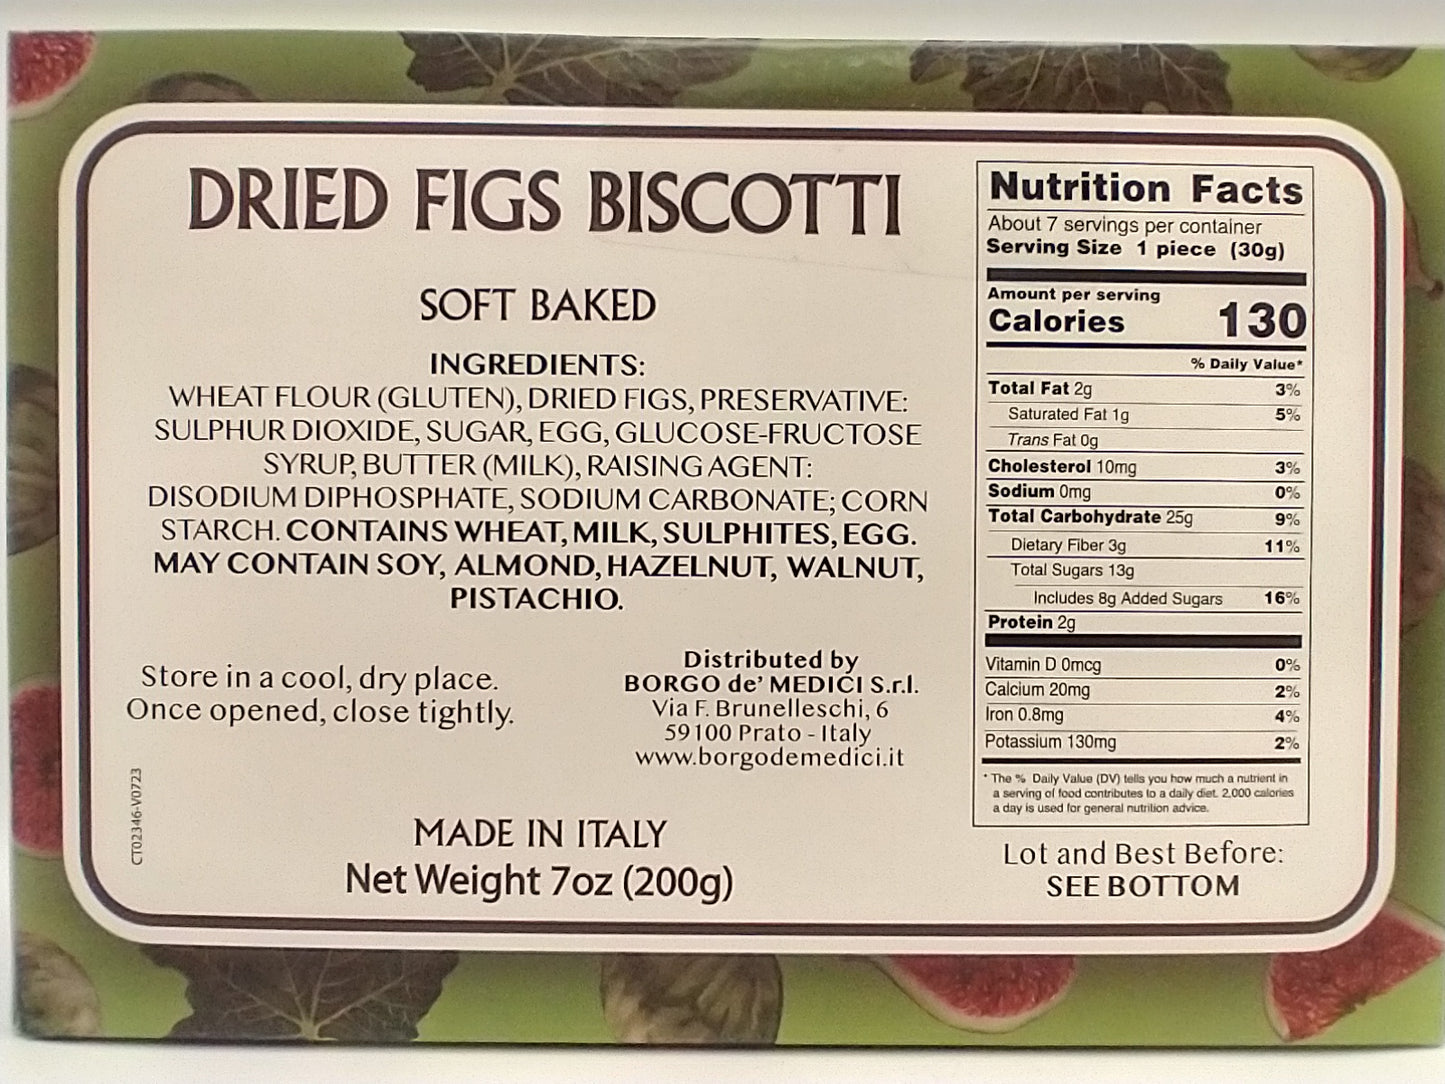 DRIED FIGS BISCOTTI
SOFT BAKED
INGREDIENTS:
WHEAT FLOUR (GLUTEN), DRIED FIGS, PRESERVATIVE:
SULPHUR DIOXIDE, SUGAR, EGG, GLUCOSE-FRUCTOSE
SYRUP, BUTTER (MILK), RAISING AGENT:
DISODIUM DIPHOSPHATE, SODIUM CARBONATE; CORN
STARCH. CONTAINS WHEAT, MILK, SULPHITES, EGG.
MAY CONTAIN SOY, ALMOND, HAZELNUT, WALNUT,
PISTACHIO.
Store in a cool, dry place.
Once opened, close tightly.
Distributed by
BORGO de' MEDICI S.r.l.
Via F. Brunelleschi, 6
59100 Prato - Italy
www.borgodemedici.it
CT02346-V0723
MADE IN ITALY
Net Weight 7oz (200g)
Nutrition Facts
About 7 servings per container
Serving Size 1 piece (30g)
Amount per serving
Calories 130
% Daily Value*
Total Fat 2g 3%
Saturated Fat 1g 5%
Trans Fat 0g
Cholesterol 10mg 3%
Sodium 0mg 0%
Total Carbohydrate 25g 9%
Dietary Fiber 3g 11%
Total Sugars 13g
Includes 8g Added Sugars 16%
Protein 2g
Vitamin D 0mcg 0%
Calcium 20mg 2%
Iron 0.8mg 4%
Potassium 130mg 2%
* The % Daily Value (DV) tells you how much a nutrient in
a serving of food contributes to a daily diet. 2,000 calories
a day is used for general nutrition advice.
Lot and Best Before:
SEE BOTTOM